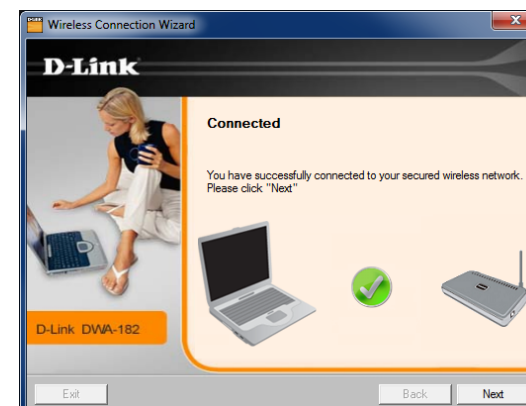 Wireless Connection Wizard
D-Link
Connected
You have successfully connected to your secured wireless network.
Please click "Next"
D-Link DWA-182
Exit
Back
Next